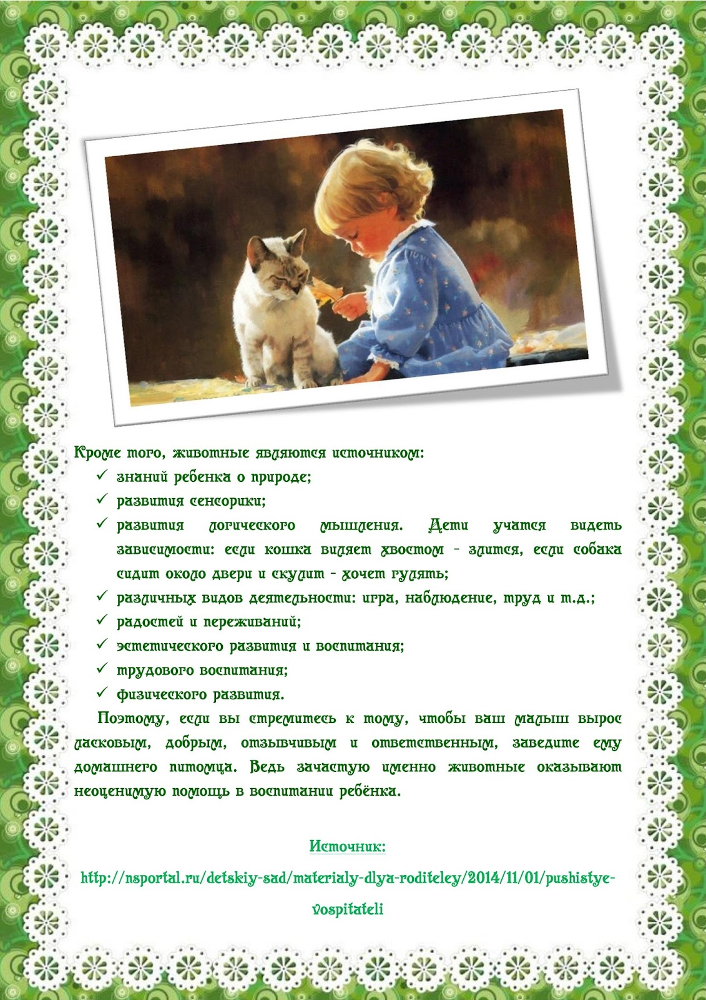 Кроме того, животные являются источником:
✓ знаний ребенка о природе;
✓ развития сенсорики;
✓ развития логического мышления. Дети учатся видеть
зависимости: если кошка виляет хвостом - злится, если собака
сидит около двери и скулит - хочет гулять;
✓ различных видов деятельности: игра, наблюдение, труд и т.д.;
✓ радостей и переживаний;
✓ эстетического развития и воспитания;
✓ трудового воспитания;
✓ физического развития.
Поэтому, если вы стремитесь к тому, чтобы ваш малыш вырос
ласковым, добрым, отзывчивым и ответственным, заведите ему
домашнего питомца. Ведь зачастую именно животные оказывают
неоценимую помощь в воспитании ребёнка.
Источник:
http://nsportal.ru/detskiy-sad/materialy-dlya-roditeley/2014/11/01/pushistye-
vospitateli